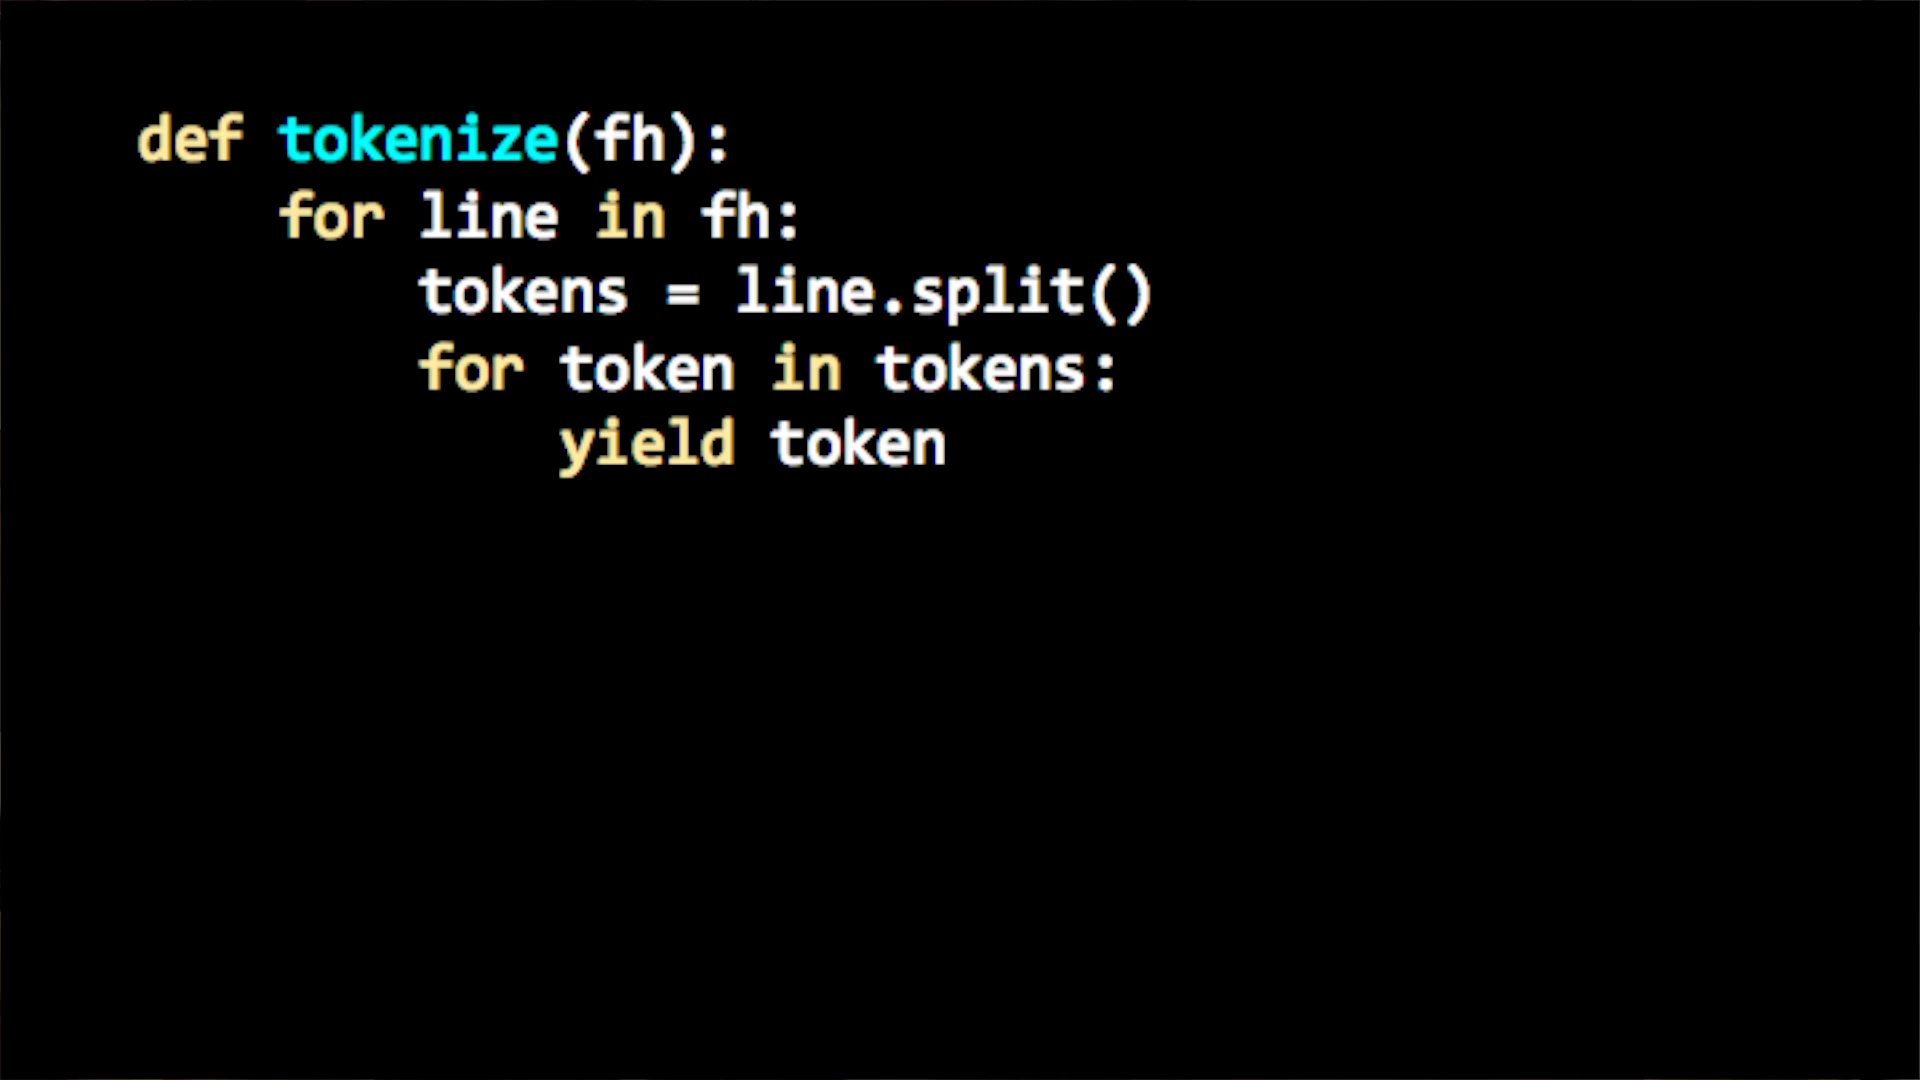 def tokenize(fh):
    for line in fh:
        tokens = line.split()
        for token in tokens:
            yield token